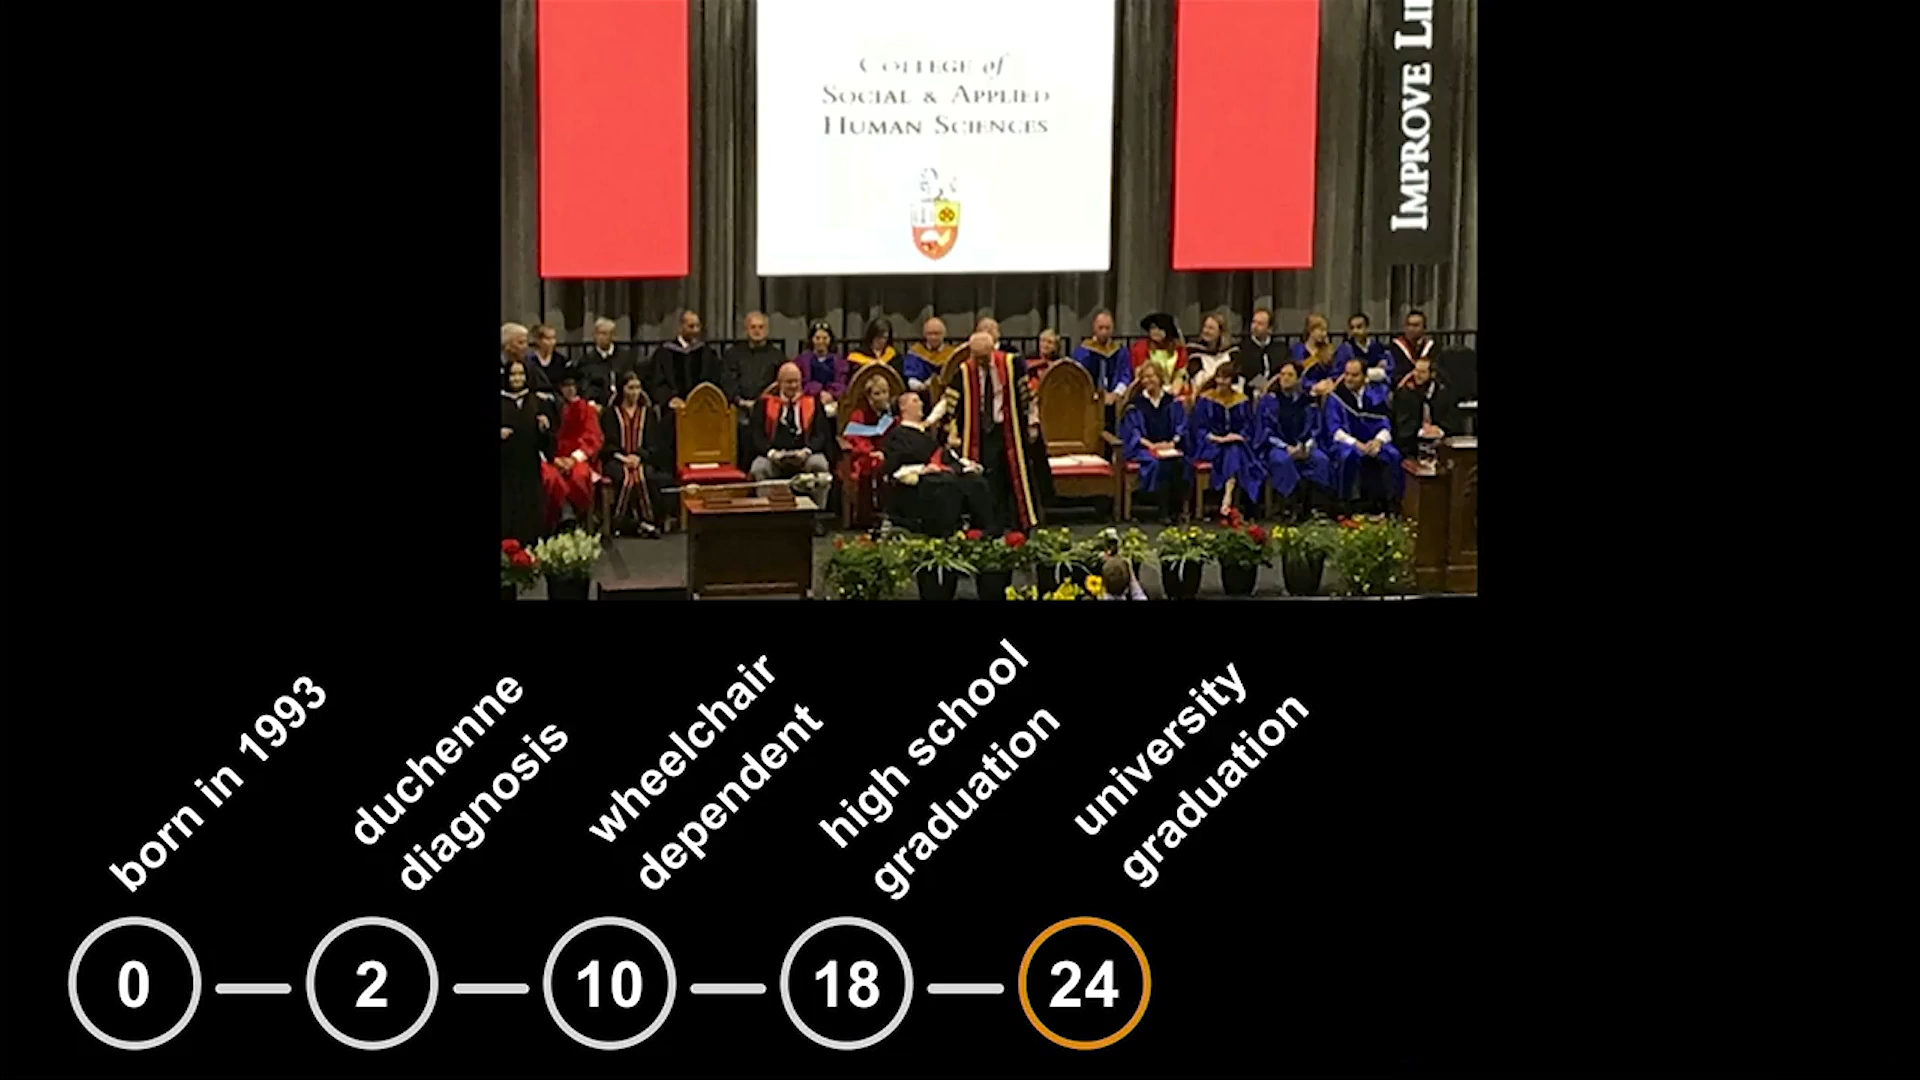 COLLEGE of
SOCIAL & APPLIED
HUMAN SCIENCES
IMPROVE LI
born in 1993
duchenne
diagnosis
wheelchair
dependent
high school
graduation
university
graduation
0
2
10
18
24